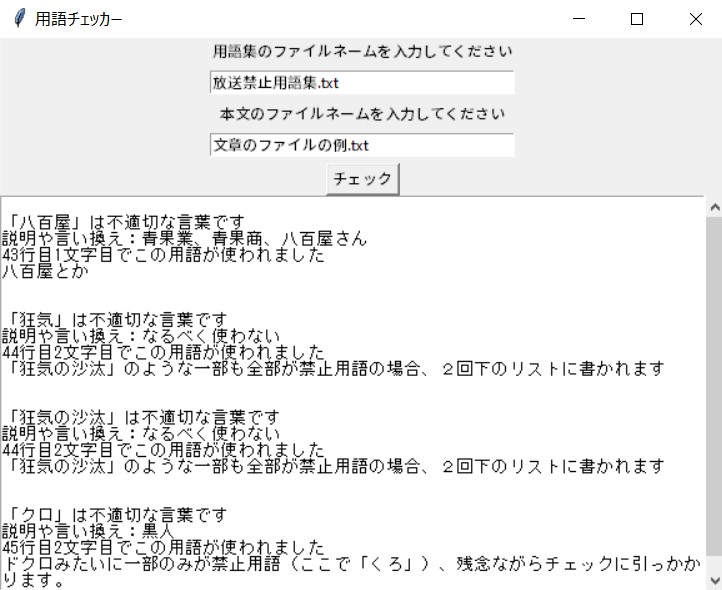 用語チェッカー
用語集のファイルネームを入力してください
放送禁止用語集.txt
本文のファイルネームを入力してください
文章のファイルの例.txt
チェック
「八百屋」は不適切な言葉です
説明や言い換え：青果業、青果商、八百屋さん
43行目1文字目でこの用語が使われました
八百屋とか
「狂気」は不適切な言葉です
説明や言い換え：なるべく使わない
44行目2文字目でこの用語が使われました
「狂気の沙汰」のような一部も全部が禁止用語の場合、２回下のリストに書かれます
「狂気の沙汰」は不適切な言葉です
説明や言い換え：なるべく使わない
44行目2文字目でこの用語が使われました
「狂気の沙汰」のような一部も全部が禁止用語の場合、２回下のリストに書かれます
「クロ」は不適切な言葉です
説明や言い換え：黒人
45行目2文字目でこの用語が使われました
ドクロみたいに一部のみが禁止用語（ここで「くろ」）、残念ながらチェックに引っかか
ります。